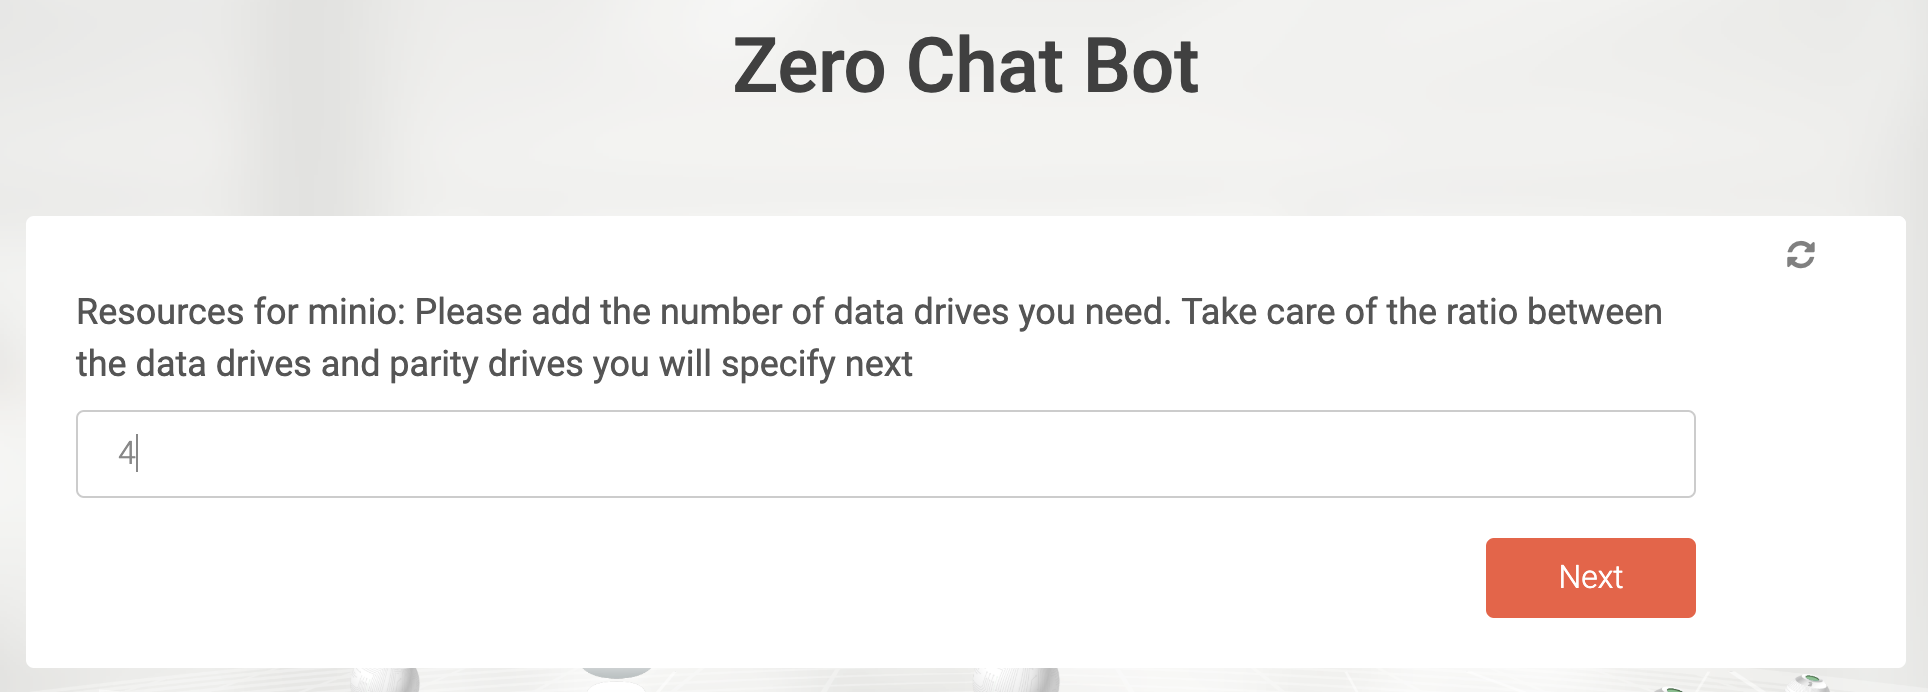 Zero Chat Bot
Resources for minio: Please add the number of data drives you need. Take care of the ratio between
the data drives and parity drives you will specify next
4
Next